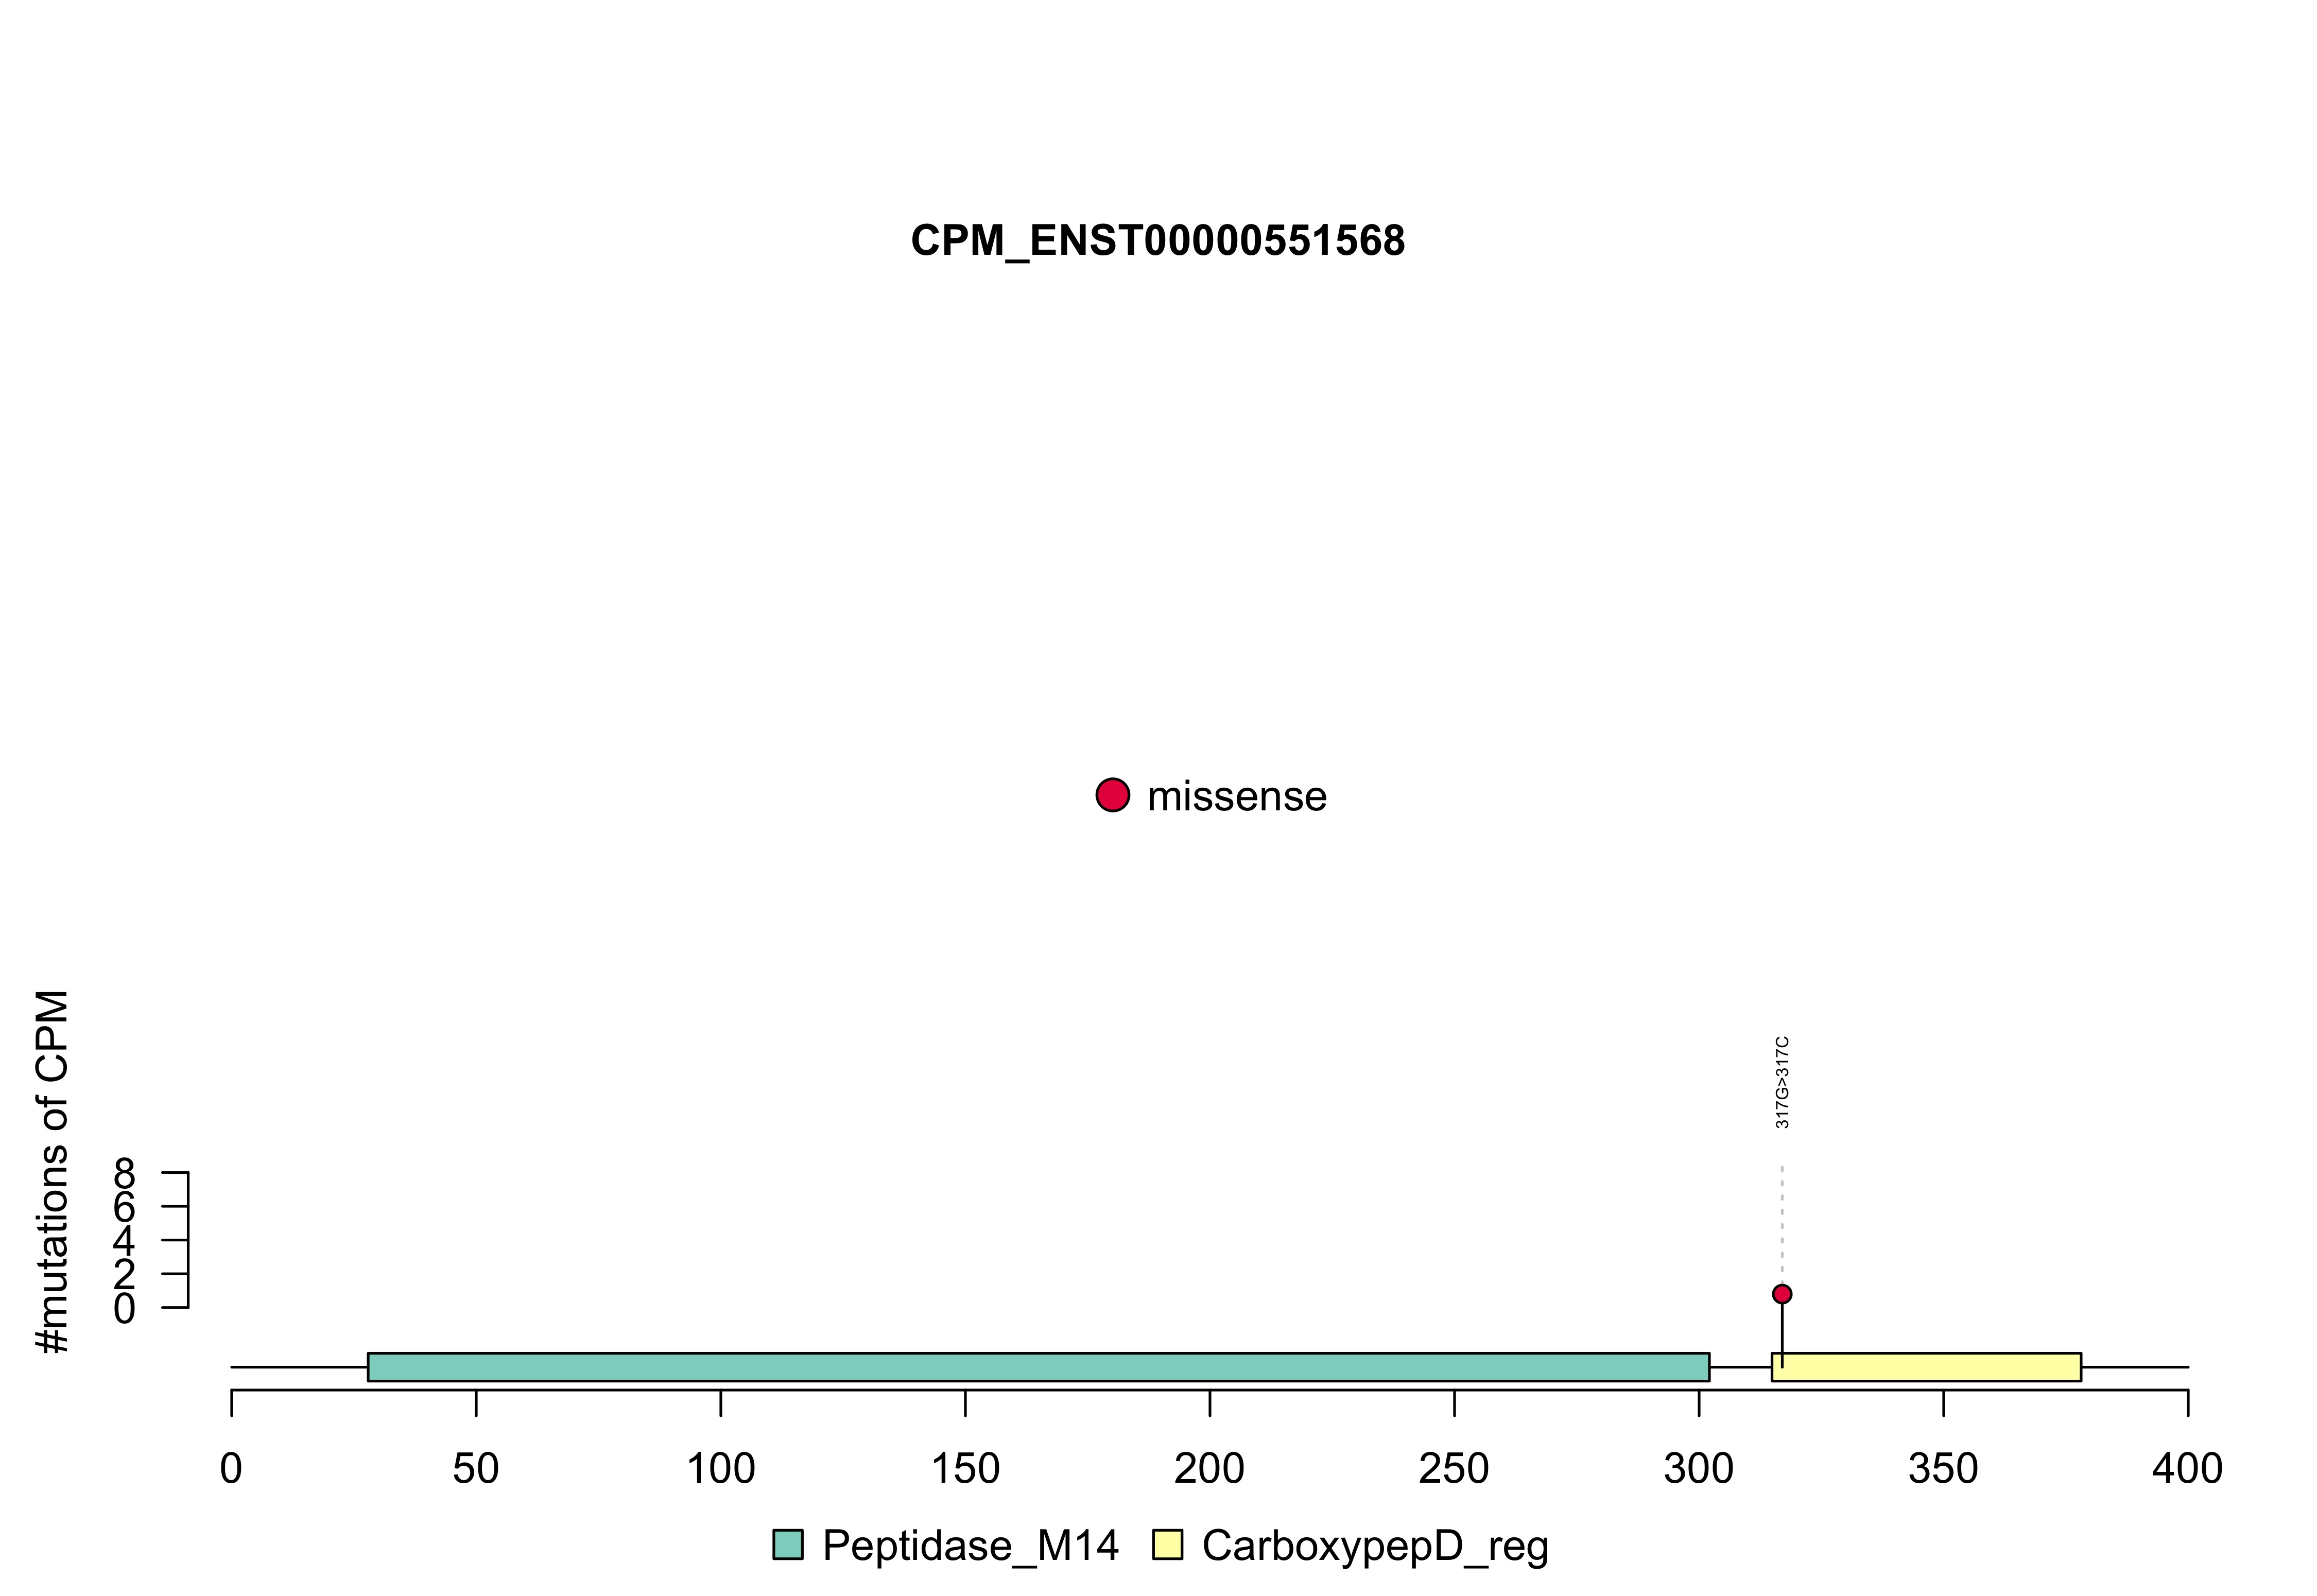 CPM_ENST00000551568
missense
#mutations of CPM
317G>317C
8
6
4
2
0
0 50 100 150 200 250 300 350 400
Peptidase_M14 CarboxypepD_reg